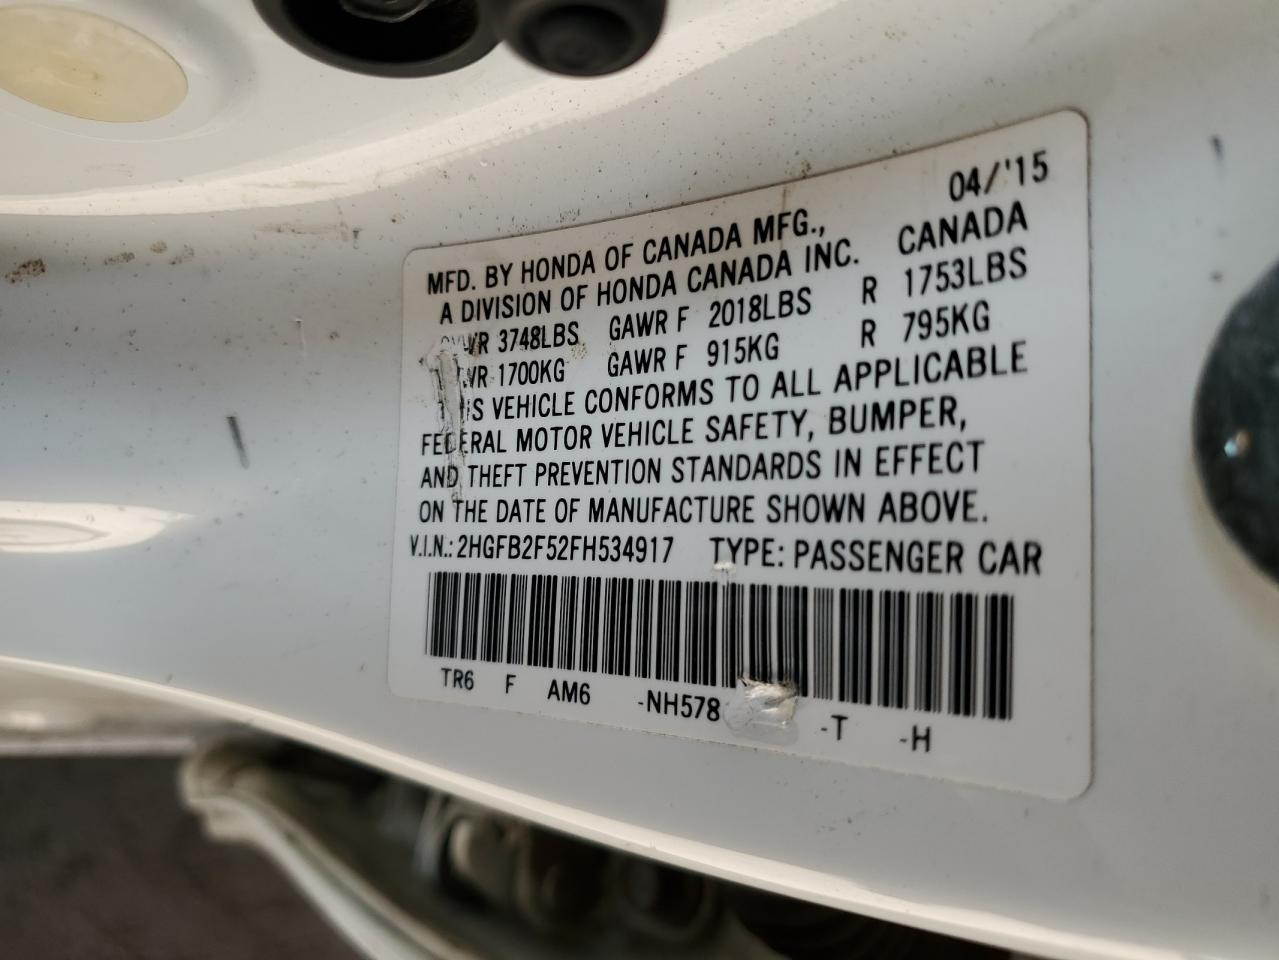 04/'15
MFD. BY HONDA OF CANADA MFG.,
A DIVISION OF HONDA CANADA INC. CANADA
GVWR 3748LBS GAWR F 2018LBS R 1753LBS
1700KG GAWR F 915KG R 795KG
THIS VEHICLE CONFORMS TO ALL APPLICABLE
FEDERAL MOTOR VEHICLE SAFETY, BUMPER,
AND THEFT PREVENTION STANDARDS IN EFFECT
ON THE DATE OF MANUFACTURE SHOWN ABOVE.
V.I.N.: 2HGFB2F52FH534917 TYPE: PASSENGER CAR
TR6 F AM6 -NH578 -T -H